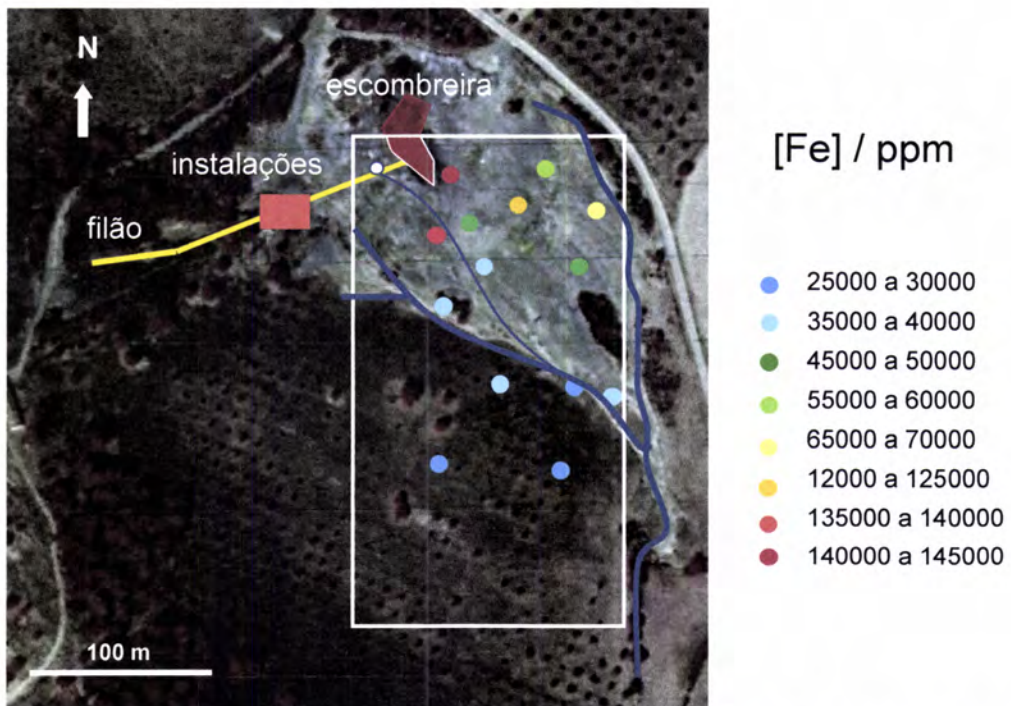 N
escombreira
instalações
filão
100 m
[Fe] / ppm
25000 a 30000
35000 a 40000
45000 a 50000
55000 a 60000
65000 a 70000
12000 a 125000
135000 a 140000
140000 a 145000